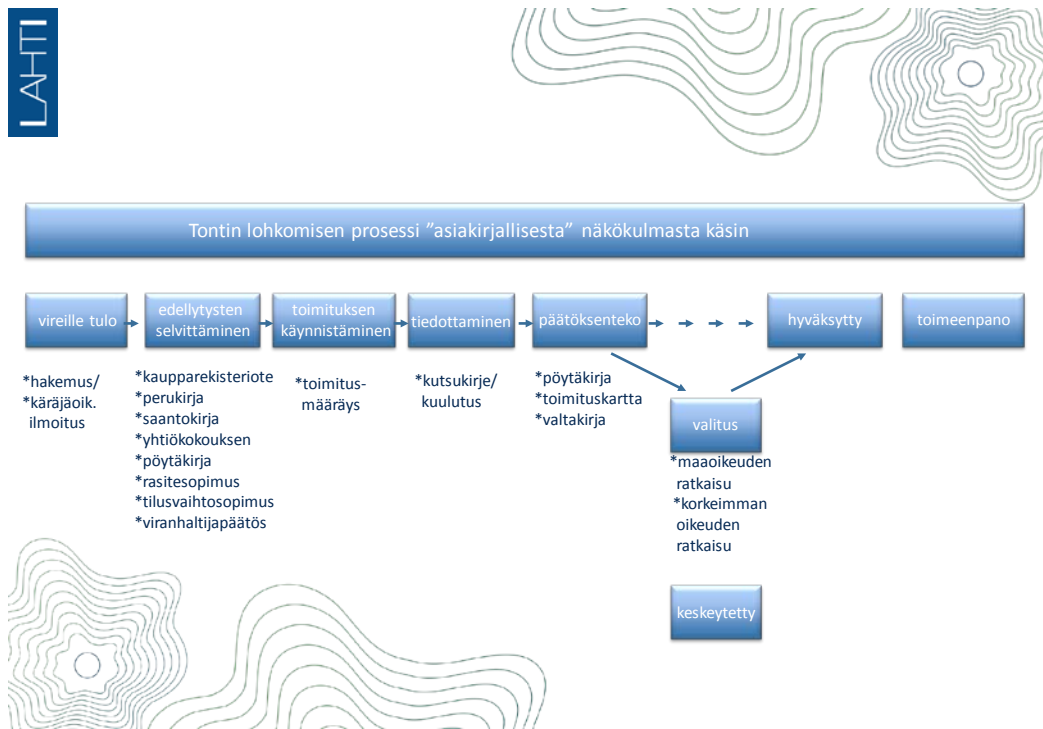 LAHTI
Tontin lohkomisen prosessi ”asiakirjallisesta” näkökulmasta käsin
vireille tulo
edellytysten
selvittäminen
toimituksen
käynnistäminen
tiedottaminen
päätöksenteko
hyväksytty
toimeenpano
*hakemus/
*käräjäoik.
ilmoitus
*kaupparekisteriote
*perukirja
*saantokirja
*yhtiökokouksen
*pöytäkirja
*rasitesopimus
*tilusvaihtosopimus
*viranhaltijapäätös
*toimitus-
määräys
*kutsukirje/
kuulutus
*pöytäkirja
*toimituskartta
*valtakirja
valitus
*maaoikeuden
ratkaisu
*korkeimman
oikeuden
ratkaisu
keskeytetty